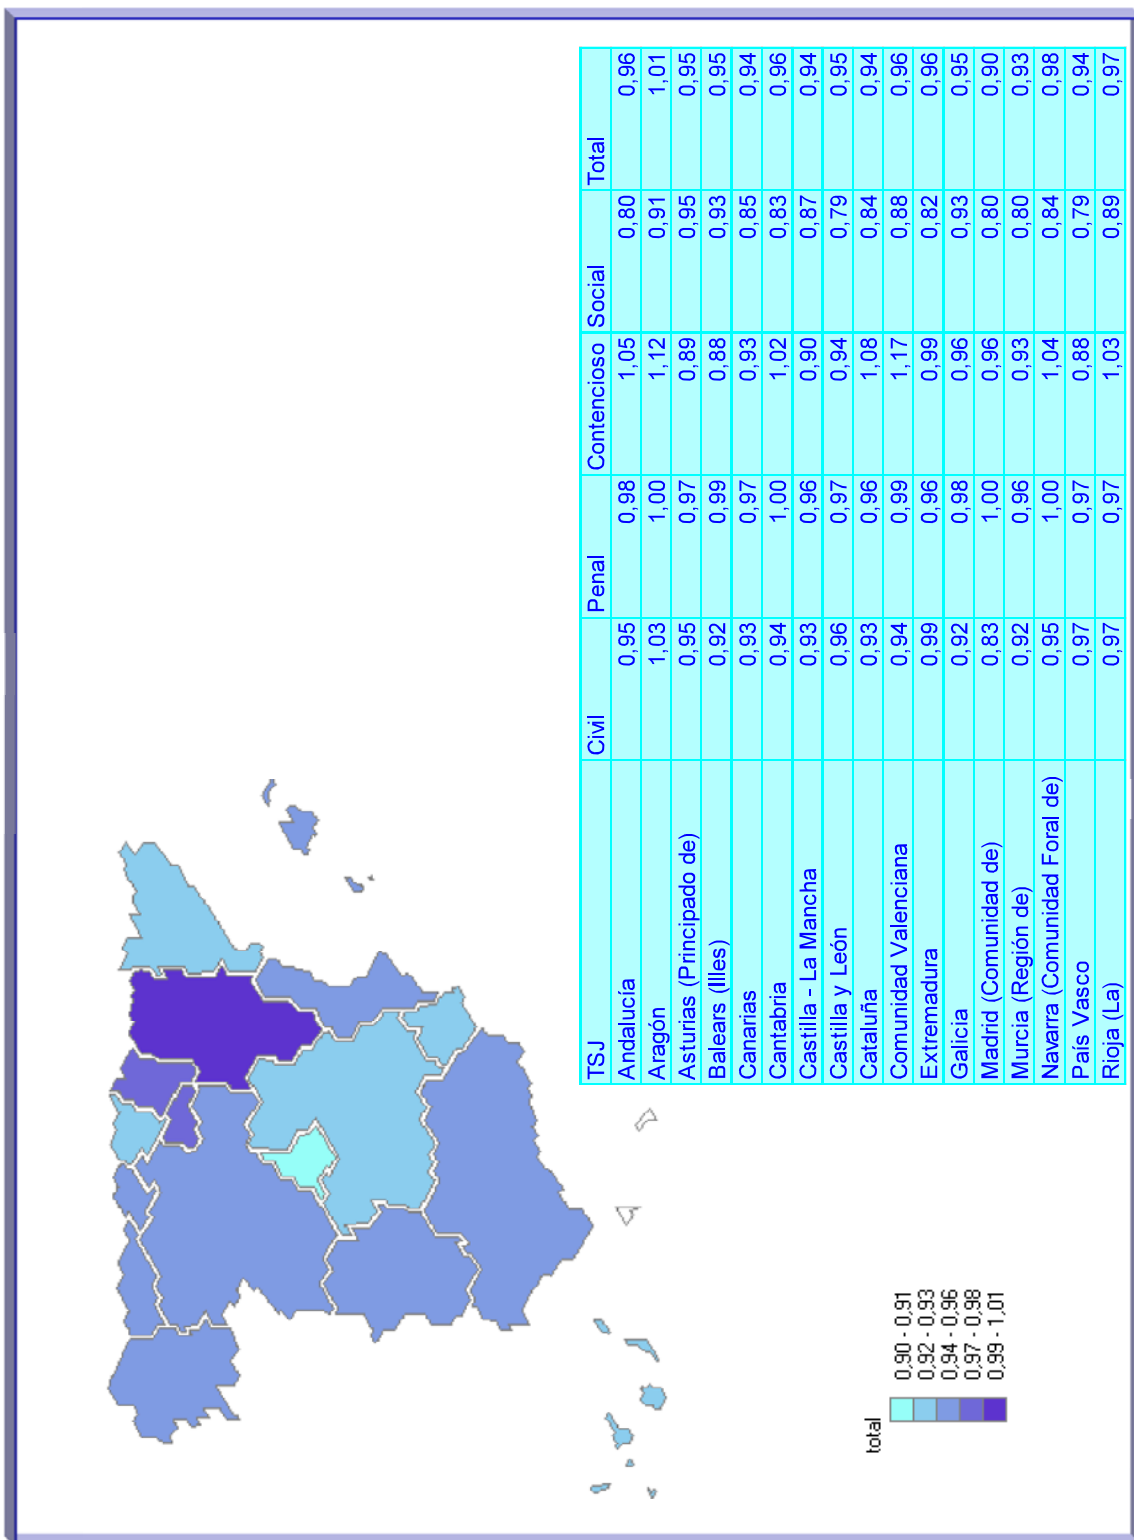 TSJ Civil Penal Contencioso Social Total
Andalucía 0,95 0,98 1,05 0,80 0,96
Aragón 1,03 1,00 1,12 0,91 1,01
Asturias (Principado de) 0,95 0,97 0,89 0,95 0,95
Balears (Illes) 0,92 0,99 0,88 0,93 0,95
Canarias 0,93 0,97 0,93 0,85 0,94
Cantabria 0,94 1,00 1,02 0,83 0,96
Castilla - La Mancha 0,93 0,96 0,90 0,87 0,94
Castilla y León 0,96 0,97 0,94 0,79 0,95
Cataluña 0,93 0,96 1,08 0,84 0,94
Comunidad Valenciana 0,94 0,99 1,17 0,88 0,96
Extremadura 0,99 0,96 0,99 0,82 0,96
Galicia 0,92 0,98 0,96 0,93 0,95
Madrid (Comunidad de) 0,83 1,00 0,96 0,80 0,90
Murcia (Región de) 0,92 0,96 0,93 0,80 0,93
Navarra (Comunidad Foral de) 0,95 1,00 1,04 0,84 0,98
País Vasco 0,97 0,97 0,88 0,79 0,94
Rioja (La) 0,97 0,97 1,03 0,89 0,97
total
0,90 - 0,91
0,92 - 0,93
0,94 - 0,96
0,97 - 0,98
0,99 - 1,01